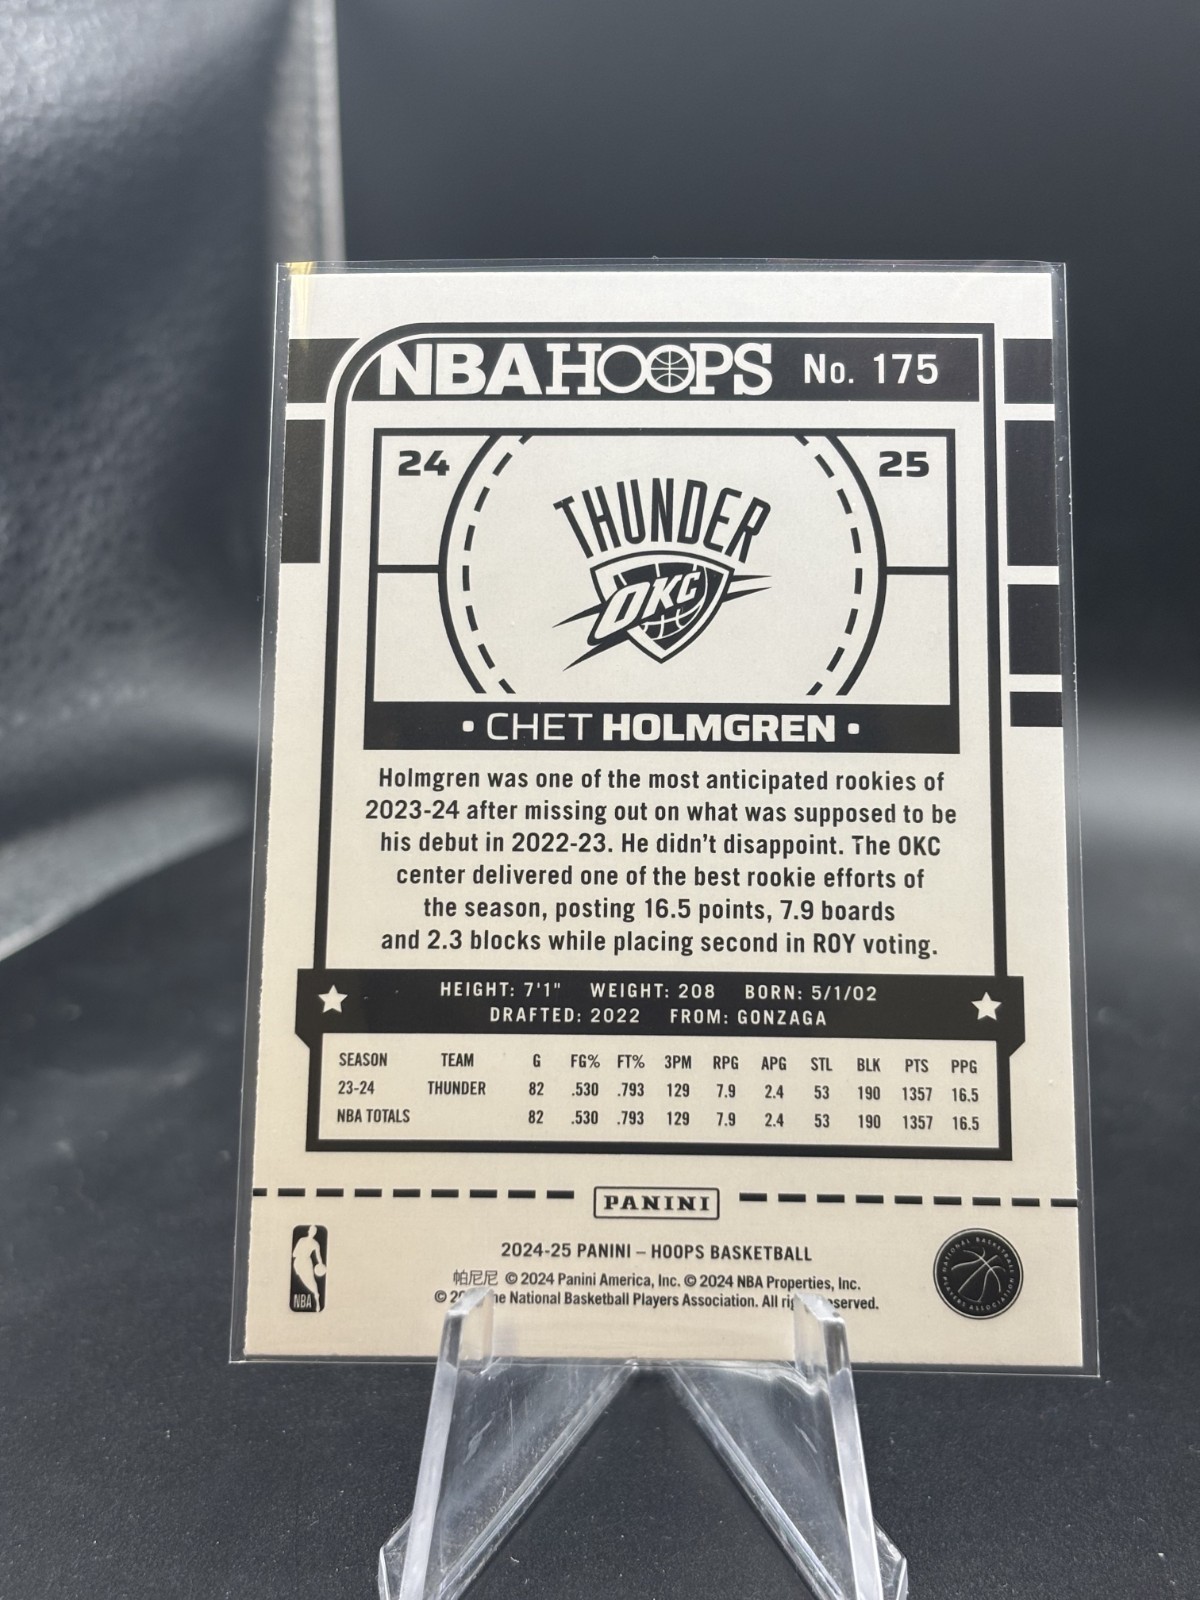 NBA HOOPS No. 175
24 25
THUNDER
OKC
• CHET HOLMGREN •
Holmgren was one of the most anticipated rookies of
2023-24 after missing out on what was supposed to be
his debut in 2022-23. He didn't disappoint. The OKC
center delivered one of the best rookie efforts of
the season, posting 16.5 points, 7.9 boards
and 2.3 blocks while placing second in ROY voting.
HEIGHT: 7'1" WEIGHT: 208 BORN: 5/1/02
DRAFTED: 2022 FROM: GONZAGA
SEASON TEAM G FG% FT% 3PM RPG APG STL BLK PTS PPG
23-24 THUNDER 82 .530 .793 129 7.9 2.4 53 190 1357 16.5
NBA TOTALS 82 .530 .793 129 7.9 2.4 53 190 1357 16.5
PANINI
2024-25 PANINI – HOOPS BASKETBALL
帕尼尼 © 2024 Panini America, Inc. © 2024 NBA Properties, Inc.
© National Basketball Players Association. All
NBA
NATIONAL BASKETBALL PLAYERS ASSOCIATION